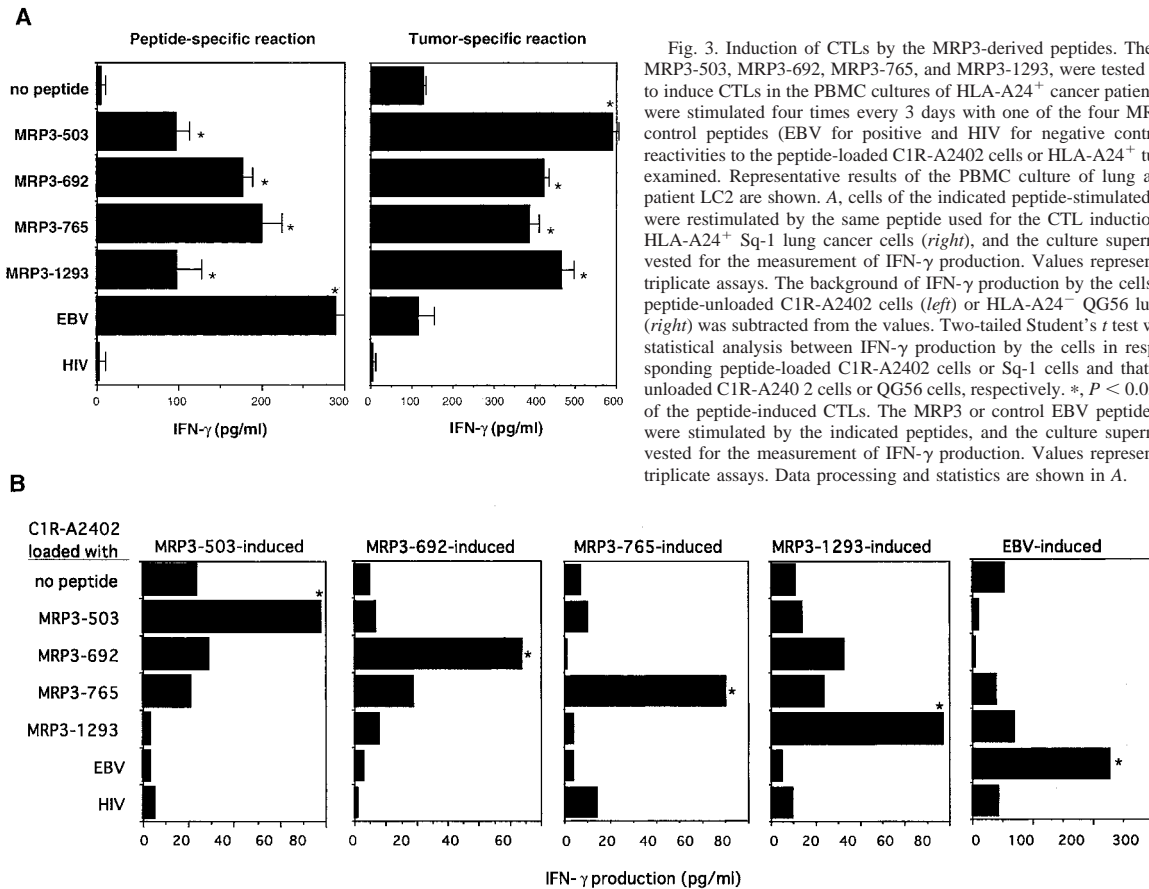 A
Peptide-specific reaction
Tumor-specific reaction
no peptide
MRP3-503
MRP3-692
MRP3-765
MRP3-1293
EBV
HIV
*
*
*
*
*
*
*
*
*
0 100 200 300
0 100 200 300 400 500 600
IFN-γ (pg/ml)
IFN-γ (pg/ml)
Fig. 3. Induction of CTLs by the MRP3-derived peptides. The
MRP3-503, MRP3-692, MRP3-765, and MRP3-1293, were tested
to induce CTLs in the PBMC cultures of HLA-A24+ cancer patien
were stimulated four times every 3 days with one of the four MR
control peptides (EBV for positive and HIV for negative contr
reactivities to the peptide-loaded C1R-A2402 cells or HLA-A24+ tu
examined. Representative results of the PBMC culture of lung a
patient LC2 are shown. A, cells of the indicated peptide-stimulated
were restimulated by the same peptide used for the CTL induction
HLA-A24+ Sq-1 lung cancer cells (right), and the culture supern
vested for the measurement of IFN-γ production. Values represen
triplicate assays. The background of IFN-γ production by the cells
peptide-unloaded C1R-A2402 cells (left) or HLA-A24− QG56 lu
(right) was subtracted from the values. Two-tailed Student's t test w
statistical analysis between IFN-γ production by the cells in resp
sponding peptide-loaded C1R-A2402 cells or Sq-1 cells and that
unloaded C1R-A240 2 cells or QG56 cells, respectively. *, P < 0.0
of the peptide-induced CTLs. The MRP3 or control EBV peptide
were stimulated by the indicated peptides, and the culture supern
vested for the measurement of IFN-γ production. Values represen
triplicate assays. Data processing and statistics are shown in A.
B
C1R-A2402
loaded with
MRP3-503-induced
MRP3-692-induced
MRP3-765-induced
MRP3-1293-induced
EBV-induced
no peptide
MRP3-503
MRP3-692
MRP3-765
MRP3-1293
EBV
HIV
*
*
*
*
*
0 20 40 60 80
0 20 40 60
0 20 40 60 80
0 20 40 60 80
0 100 200 300
IFN-γ production (pg/ml)